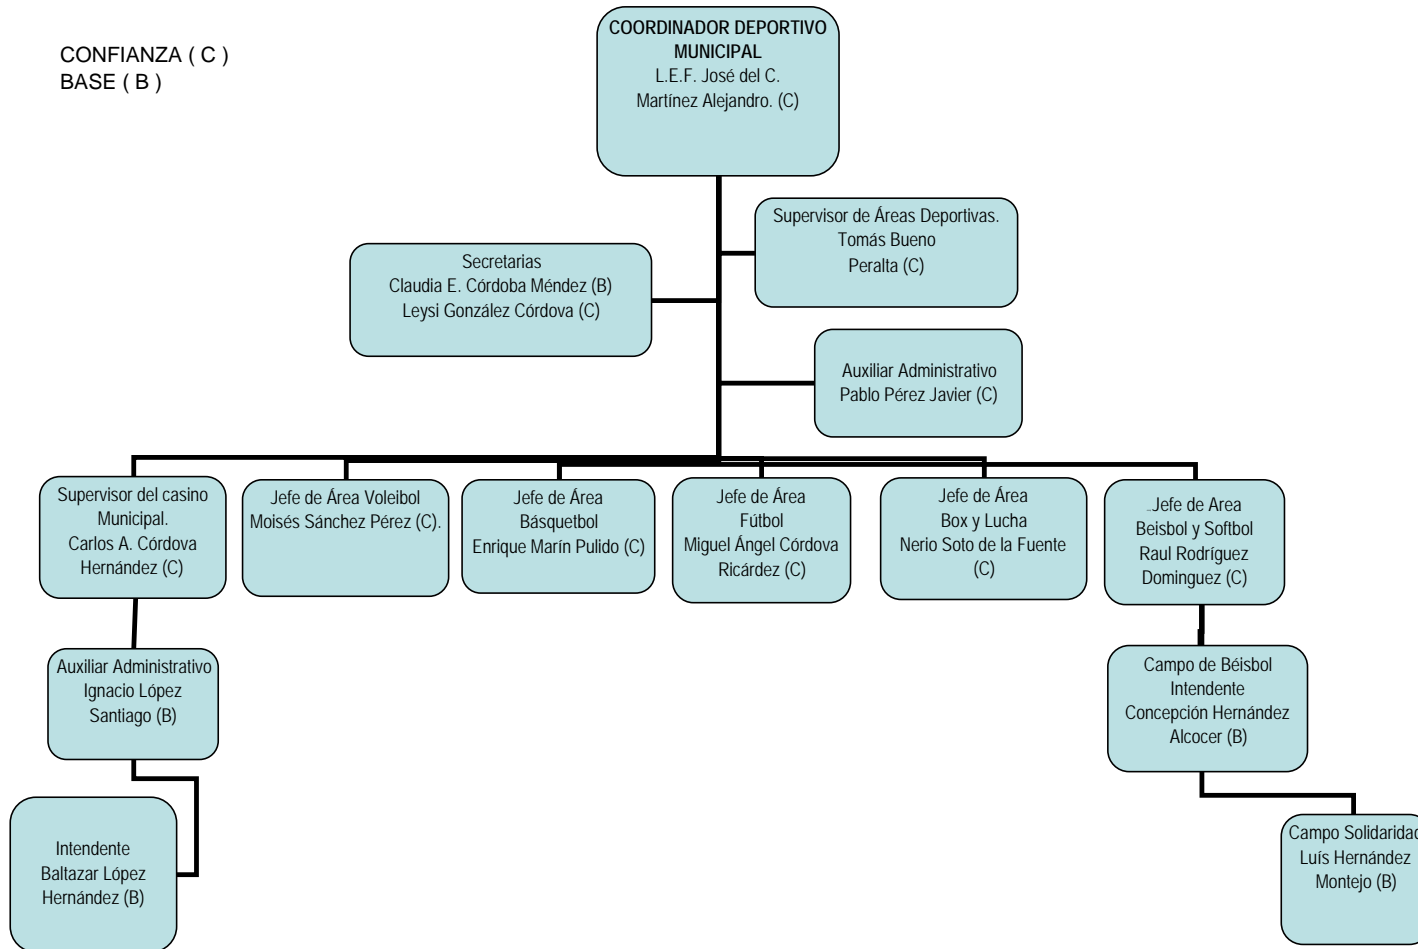 CONFIANZA ( C )
BASE ( B )
COORDINADOR DEPORTIVO
MUNICIPAL
L.E.F. José del C.
Martínez Alejandro. (C)
Supervisor de Áreas Deportivas.
Tomás Bueno
Peralta (C)
Secretarias
Claudia E. Córdoba Méndez (B)
Leysi González Córdova (C)
Auxiliar Administrativo
Pablo Pérez Javier (C)
Supervisor del casino
Municipal.
Carlos A. Córdova
Hernández (C)
Jefe de Área Voleibol
Moisés Sánchez Pérez (C).
Jefe de Área
Básquetbol
Enrique Marín Pulido (C)
Jefe de Área
Fútbol
Miguel Ángel Córdova
Ricárdez (C)
Jefe de Área
Box y Lucha
Nerio Soto de la Fuente
(C)
..Jefe de Area
Beisbol y Softbol
Raul Rodríguez
Dominguez (C)
Auxiliar Administrativo
Ignacio López
Santiago (B)
Campo de Béisbol
Intendente
Concepción Hernández
Alcocer (B)
Intendente
Baltazar López
Hernández (B)
Campo Solidaridad
Luís Hernández
Montejo (B)